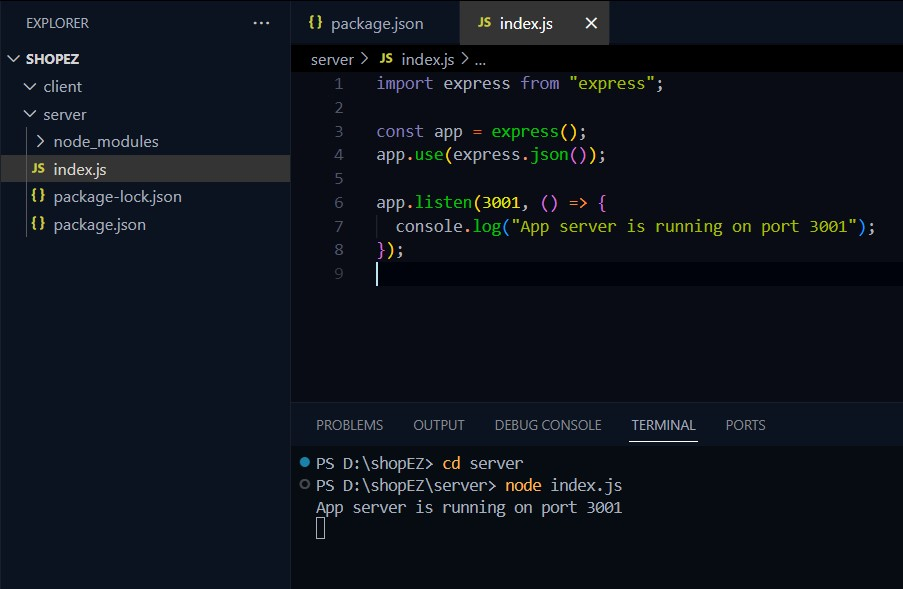 EXPLORER ...
SHOPEZ
client
server
node_modules
JS index.js
{} package-lock.json
{} package.json
{} package.json JS index.js ×
server > JS index.js > ...
1 import express from "express";
2
3 const app = express();
4 app.use(express.json());
5
6 app.listen(3001, () => {
7 console.log("App server is running on port 3001");
8 });
9
PROBLEMS OUTPUT DEBUG CONSOLE TERMINAL PORTS
PS D:\shopEZ> cd server
PS D:\shopEZ\server> node index.js
App server is running on port 3001